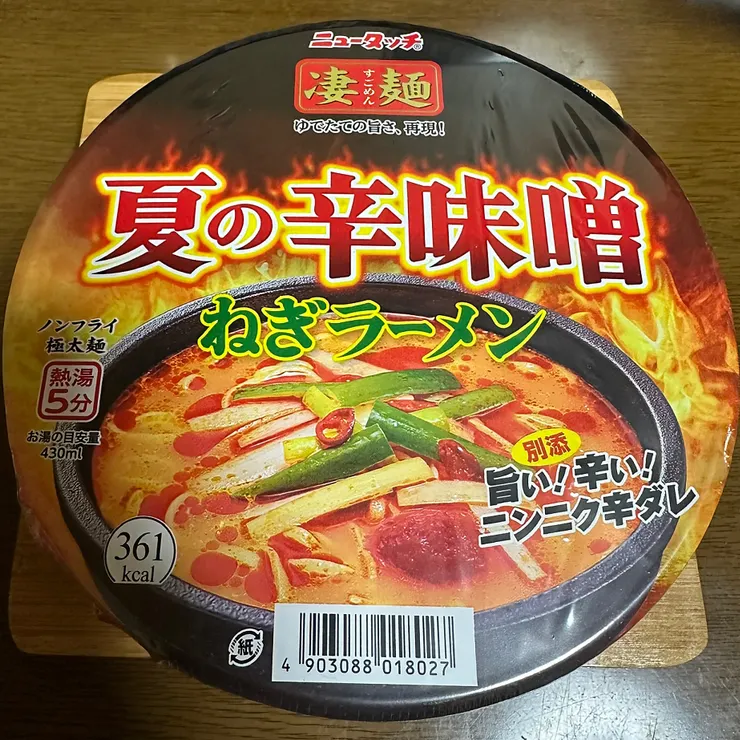 ニュータッチ®
すごめん
凄麺
ゆでたての旨さ、再現!
夏の辛味噌
ねぎラーメン
ノンフライ
極太麺
熱湯
5分
お湯の目安量
430ml
別添
旨い!辛い!
ニンニク辛ダレ
361
kcal
紙
4 903088 018027